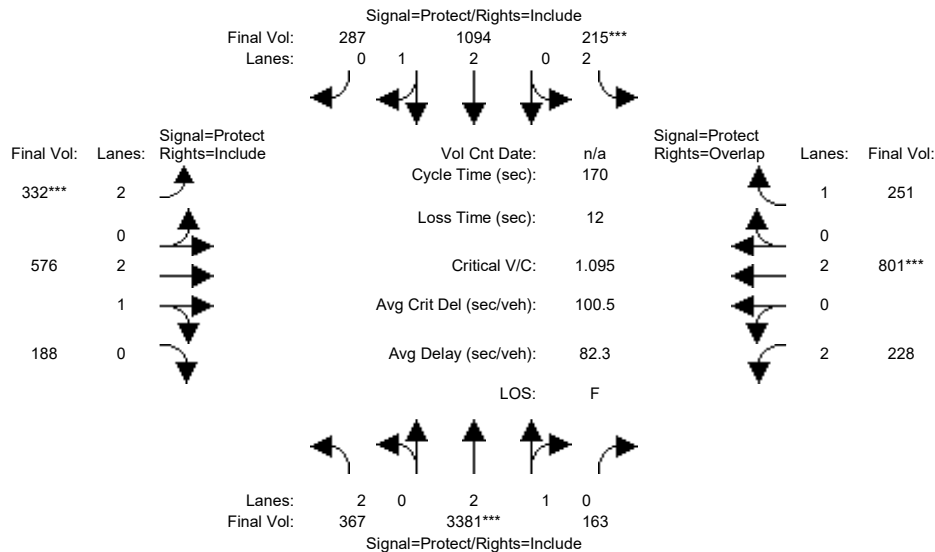 Signal=Protect/Rights=Include
Final Vol: 287 1094 215***
Lanes: 0 1 2 0 2
Signal=Protect Signal=Protect
Final Vol: Lanes: Rights=Include Vol Cnt Date: n/a Rights=Overlap Lanes: Final Vol:
Cycle Time (sec): 170
332*** 2 1 251
Loss Time (sec): 12
0 0
576 2 Critical V/C: 1.095 2 801***
1 Avg Crit Del (sec/veh): 100.5 0
188 0 Avg Delay (sec/veh): 82.3 2 228
LOS: F
Lanes: 2 0 2 1 0
Final Vol: 367 3381*** 163
Signal=Protect/Rights=Include